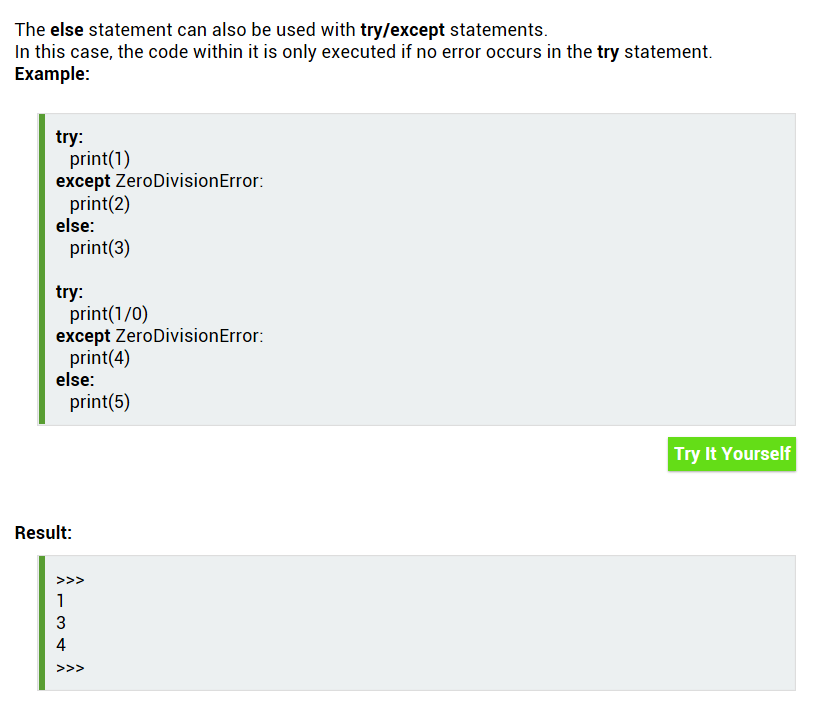 The else statement can also be used with try/except statements.
In this case, the code within it is only executed if no error occurs in the try statement.
Example:
try:
print(1)
except ZeroDivisionError:
print(2)
else:
print(3)
try:
print(1/0)
except ZeroDivisionError:
print(4)
else:
print(5)
Try It Yourself
Result:
>>>
1
3
4
>>>